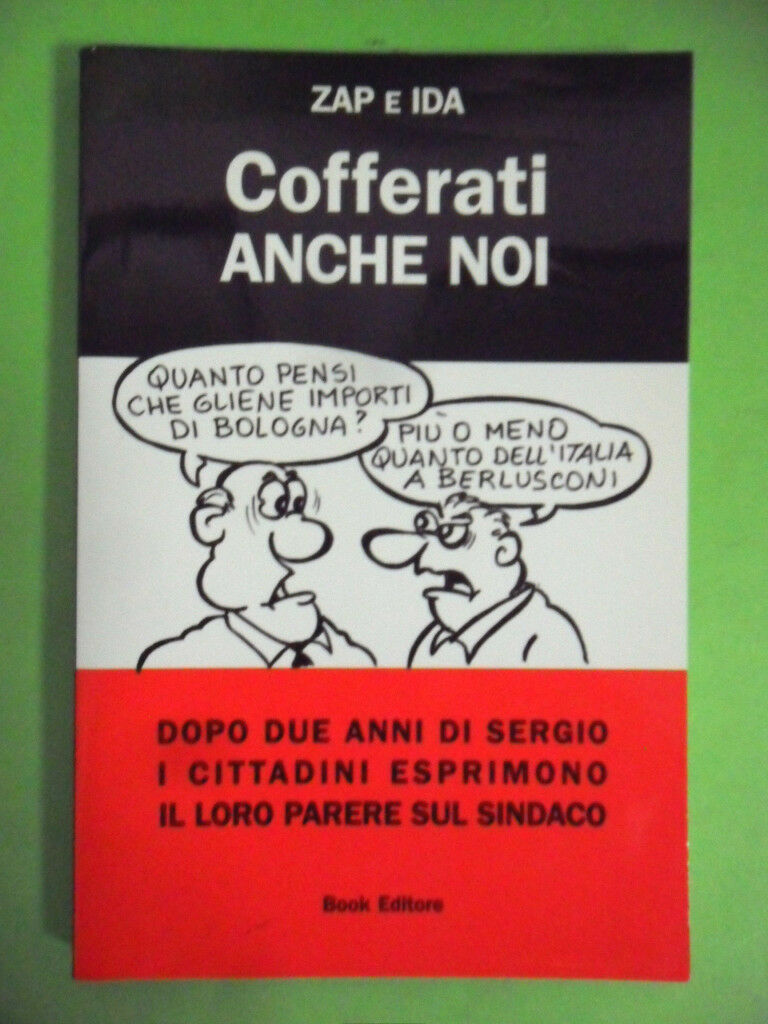 ZAP E IDA
Cofferati
ANCHE NOI
QUANTO PENSI
CHE GLIENE IMPORTI
DI BOLOGNA?
PIÙ O MENO
QUANTO DELL'ITALIA
A BERLUSCONI
DOPO DUE ANNI DI SERGIO
I CITTADINI ESPRIMONO
IL LORO PARERE SUL SINDACO
Book Editore